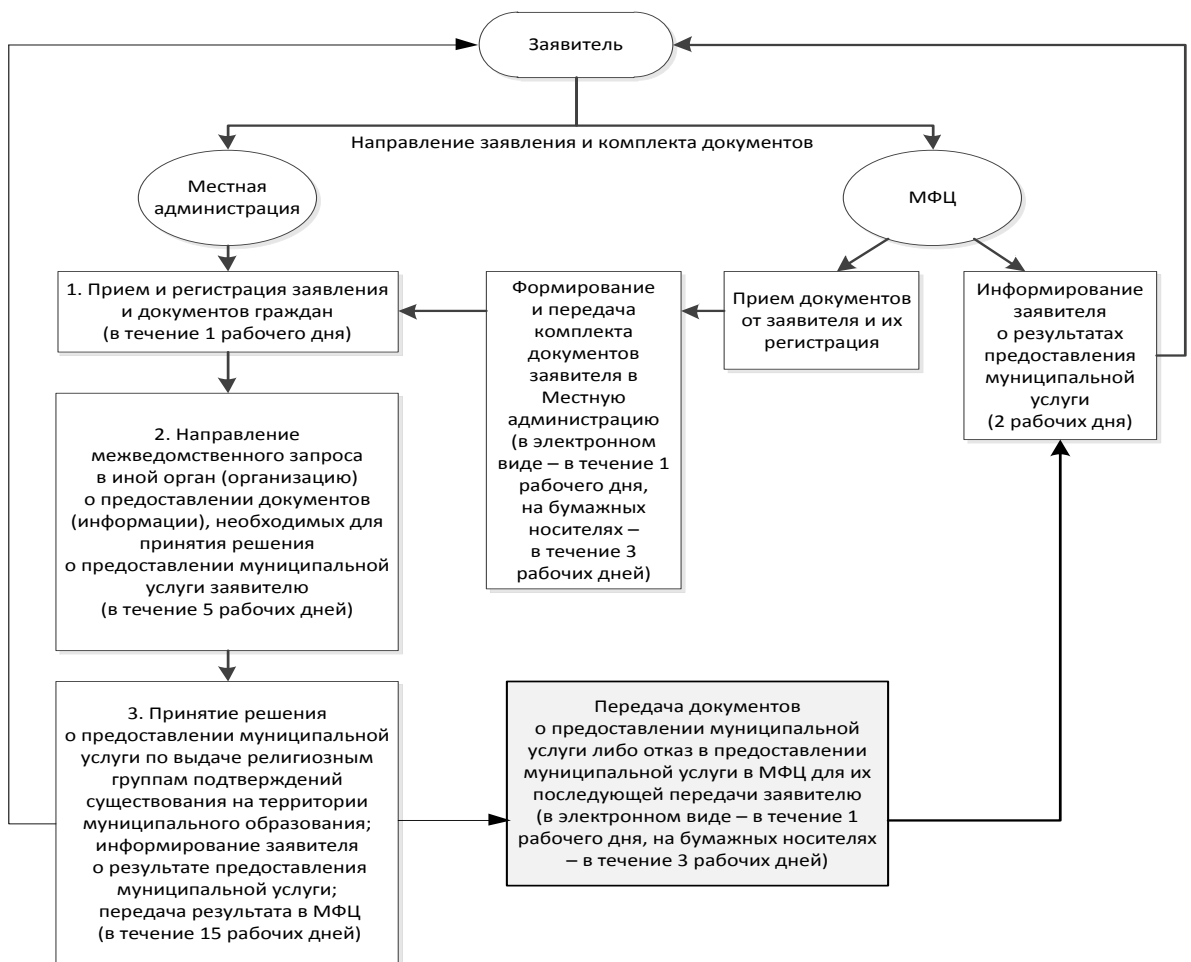 Заявитель
Направление заявления и комплекта документов
Местная
администрация
МФЦ
1. Прием и регистрация заявления
и документов граждан
(в течение 1 рабочего дня)
Формирование
и передача
комплекта
документов
заявителя в
Местную
администрацию
(в электронном
виде – в течение 1
рабочего дня,
на бумажных
носителях –
в течение 3
рабочих дней)
Прием документов
от заявителя и их
регистрация
Информирование
заявителя
о результатах
предоставления
муниципальной
услуги
(2 рабочих дня)
2. Направление
межведомственного запроса
в иной орган (организацию)
о предоставлении документов
(информации), необходимых для
принятия решения
о предоставлении муниципальной
услуги заявителю
(в течение 5 рабочих дней)
3. Принятие решения
о предоставлении муниципальной
услуги по выдаче религиозным
группам подтверждений
существования на территории
муниципального образования;
информирование заявителя
о результате предоставления
муниципальной услуги;
передача результата в МФЦ
(в течение 15 рабочих дней)
Передача документов
о предоставлении муниципальной
услуги либо отказ в предоставлении
муниципальной услуги в МФЦ для их
последующей передачи заявителю
(в электронном виде – в течение 1
рабочего дня, на бумажных носителях
– в течение 3 рабочих дней)